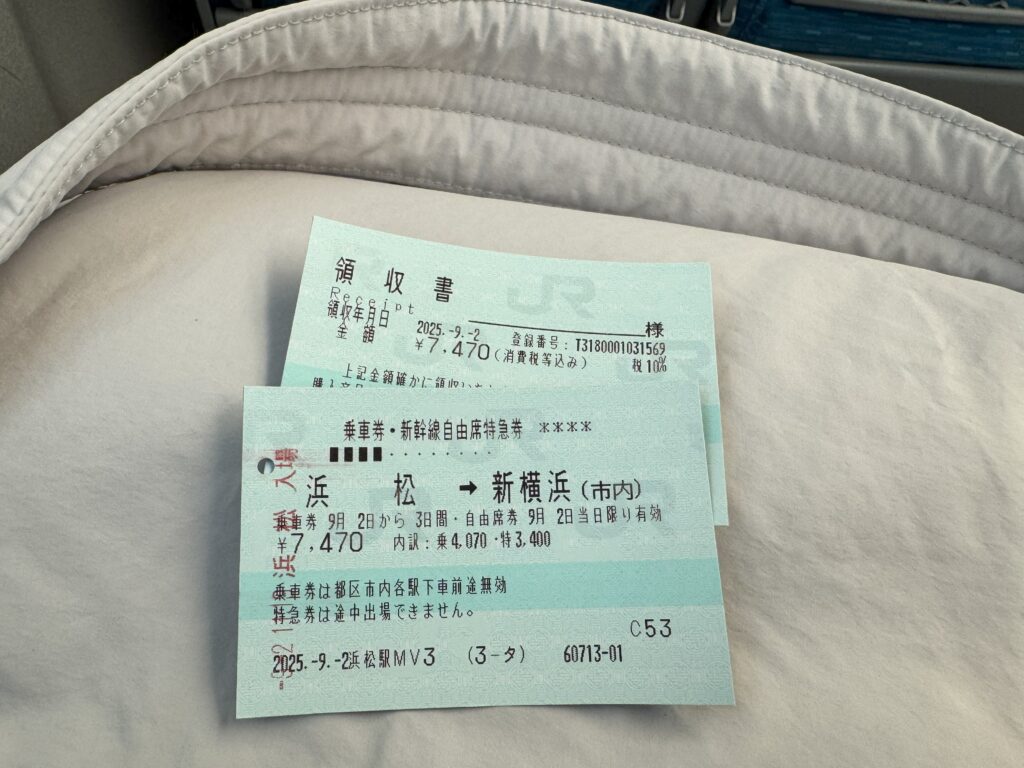 領収書
Receipt
様
領収年月日 2025.-9.-2 登録番号:T3180001031569
金額 ¥7,470(消費税等込み) 税10%
上記金額確かに領収
JR
乗車券・新幹線自由席特急券 ****
浜松 → 新横浜(市内)
乗車券 9月 2日から 3日間・自由席券 9月 2日当日限り有効
¥7,470 内訳:乗4,070・特3,400
乗車券は都区市内各駅下車前途無効
特急券は途中出場できません。
C53
2025.-9.-2浜松駅MV3 (3-タ) 60713-01
浜松 入場